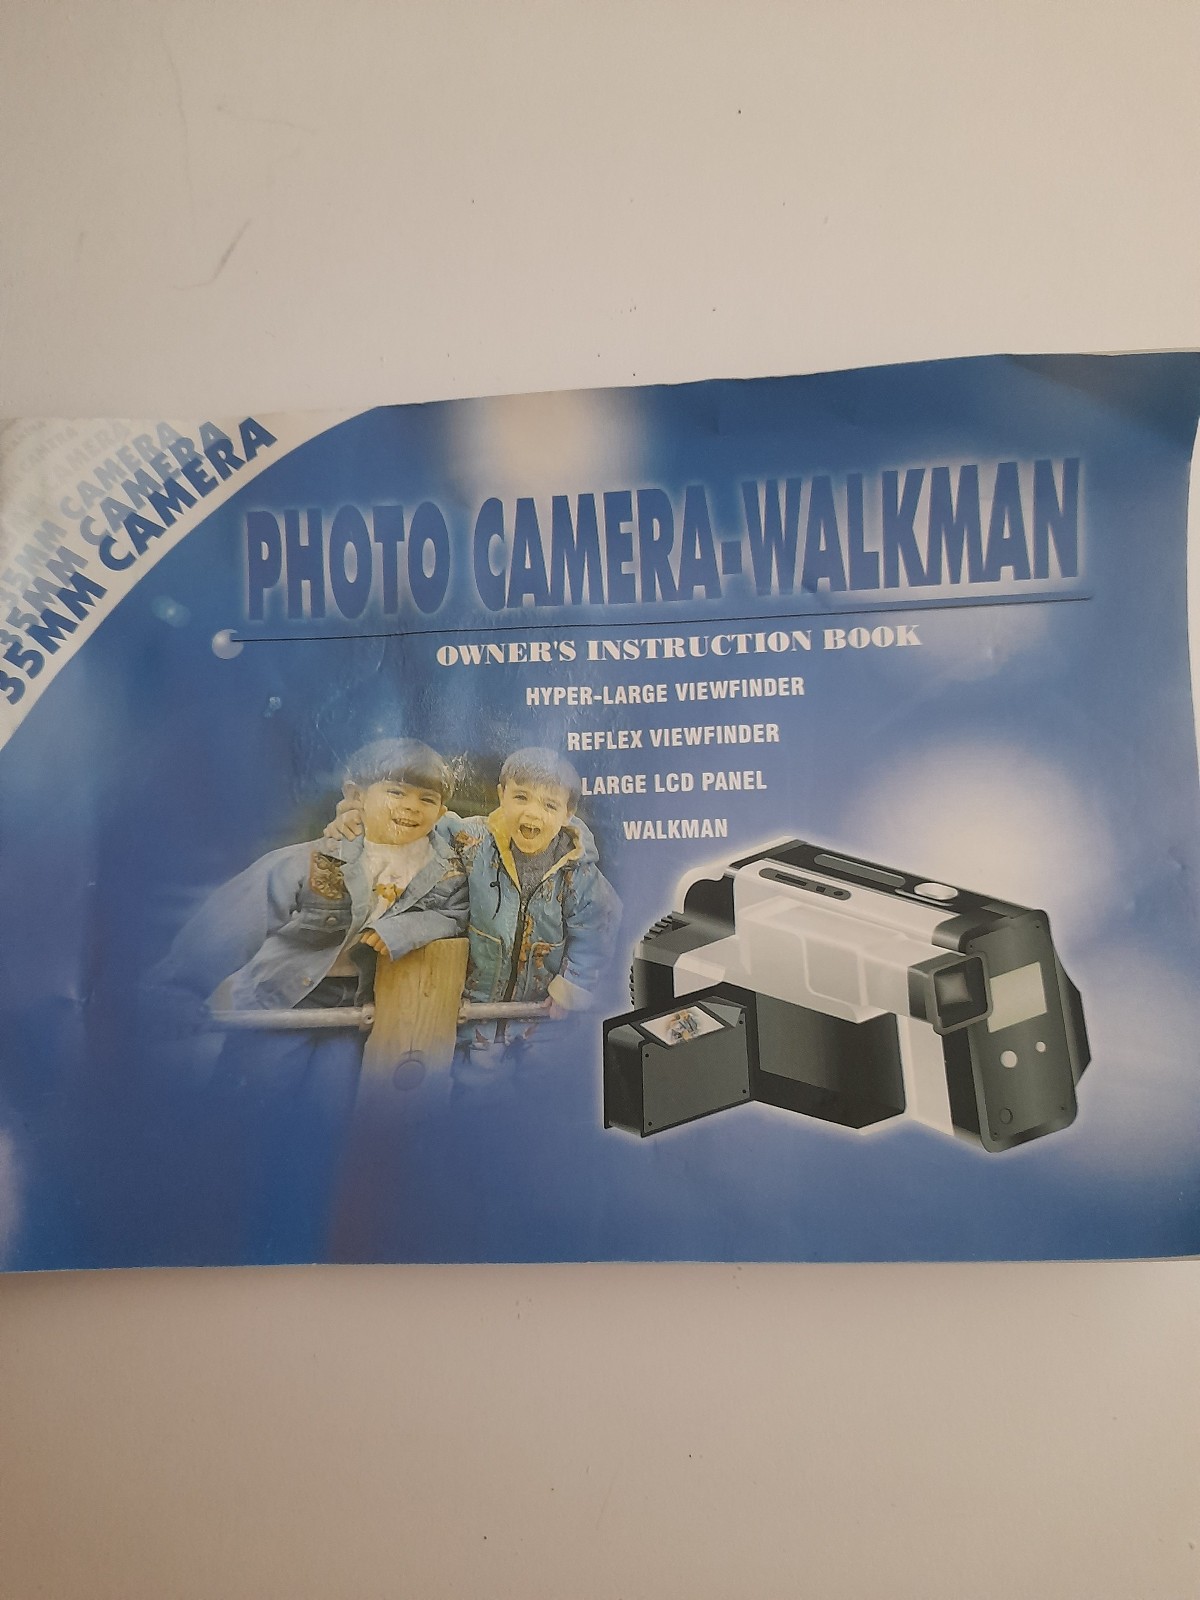 CAMERA
35MM CAMERA
35MM CAMERA
35MM CAMERA
PHOTO CAMERA-WALKMAN
OWNER'S INSTRUCTION BOOK
HYPER-LARGE VIEWFINDER
REFLEX VIEWFINDER
LARGE LCD PANEL
WALKMAN